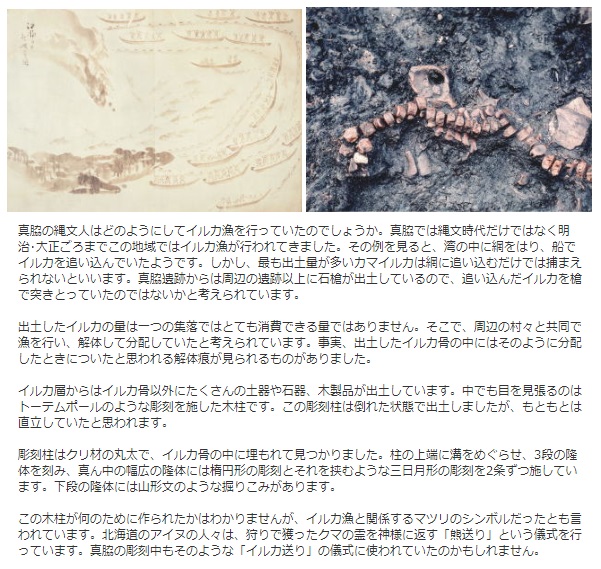 真脇の縄文人はどのようにしてイルカ漁を行っていたのでしょうか。真脇では縄文時代だけではなく明
治･大正ごろまでこの地域ではイルカ漁が行われてきました。その例を見ると、湾の中に網をはり、船で
イルカを追い込んでいたようです。しかし、最も出土量が多いカマイルカは網に追い込むだけでは捕まえ
られないといいます。真脇遺跡からは周辺の遺跡以上に石槍が出土しているので、追い込んだイルカを槍
で突きとっていたのではないかと考えられています。
出土したイルカの量は一つの集落ではとても消費できる量ではありません。そこで、周辺の村々と共同で
漁を行い、解体して分配していたと考えられています。事実、出土したイルカ骨の中にはそのように分配
したときについたと思われる解体痕が見られるものがありました。
イルカ層からはイルカ骨以外にたくさんの土器や石器、木製品が出土しています。中でも目を見張るのは
トーテムポールのような彫刻を施した木柱です。この彫刻柱は倒れた状態で出土しましたが、もともとは
直立していたと思われます。
彫刻柱はクリ材の丸太で、イルカ骨の中に埋もれて見つかりました。柱の上端に溝をめぐらせ、3段の隆
体を刻み、真ん中の幅広の隆体には楕円形の彫刻とそれを挟むような三日月形の彫刻を2条ずつ施してい
ます。下段の隆体には山形文のような掘りこみがあります。
この木柱が何のために作られたかはわかりませんが、イルカ漁と関係するマツリのシンボルだったとも言
われています。北海道のアイヌの人々は、狩りで獲ったクマの霊を神様に返す「熊送り」という儀式を行
っています。真脇の彫刻中もそのような「イルカ送り」の儀式に使われていたのかもしれません。